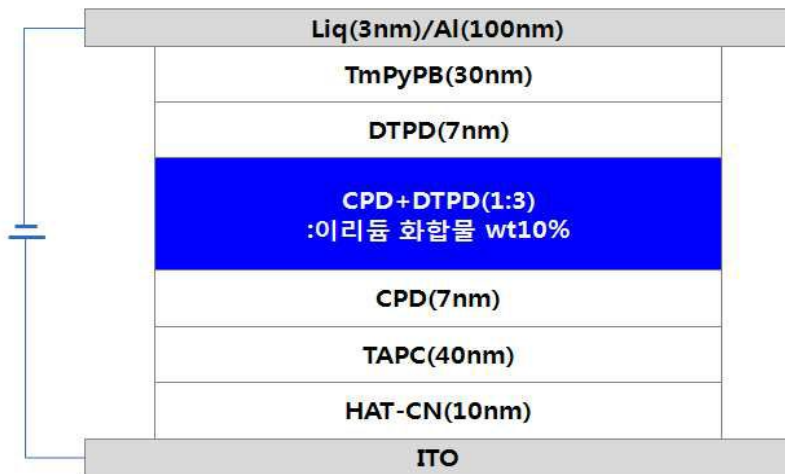 Liq(3nm)/Al(100nm)
TmPyPB(30nm)
DTPD(7nm)
CPD+DTPD(1:3)
:이리듐 화합물 wt10%
CPD(7nm)
TAPC(40nm)
HAT-CN(10nm)
ITO